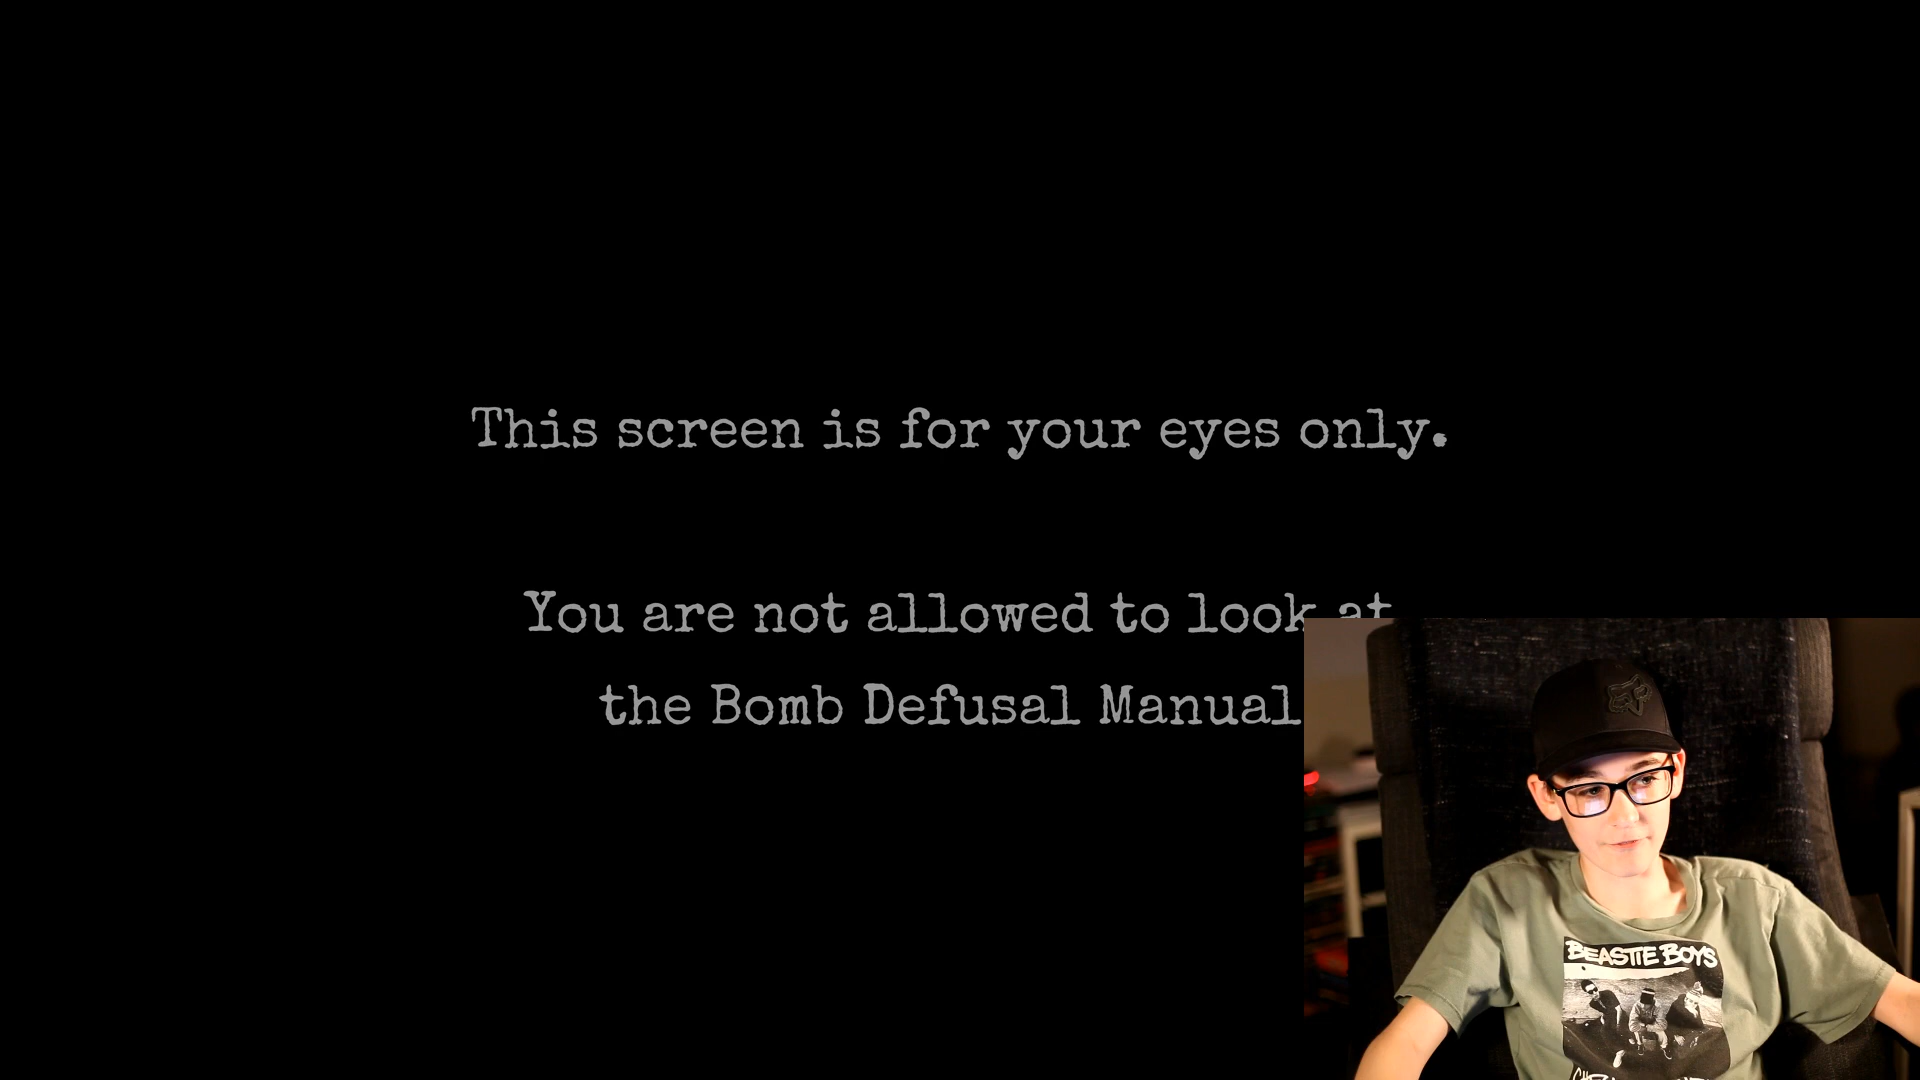 This screen is for your eyes only.
You are not allowed to look at
the Bomb Defusal Manual
BEASTIE BOYS